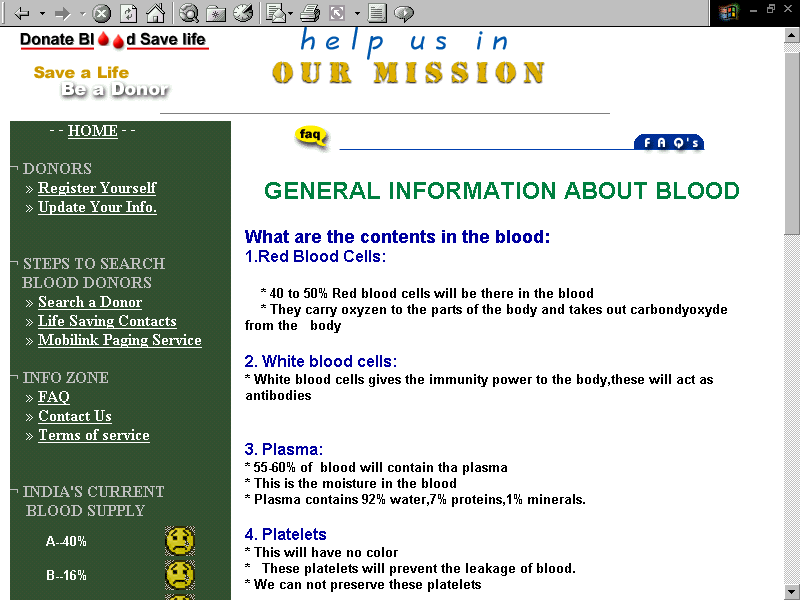 Donate Bl d Save life
help us in
OUR MISSION
Save a Life
Be a Donor
faq
FAQ's
- - HOME - -
¬ DONORS
» Register Yourself
» Update Your Info.
¬ STEPS TO SEARCH
BLOOD DONORS
» Search a Donor
» Life Saving Contacts
» Mobilink Paging Service
¬ INFO ZONE
» FAQ
» Contact Us
» Terms of service
¬ INDIA'S CURRENT
BLOOD SUPPLY
A--40%
B--16%
GENERAL INFORMATION ABOUT BLOOD
What are the contents in the blood:
1.Red Blood Cells:
* 40 to 50% Red blood cells will be there in the blood
* They carry oxyzen to the parts of the body and takes out carbondyoxyde
from the body
2. White blood cells:
* White blood cells gives the immunity power to the body,these will act as
antibodies
3. Plasma:
* 55-60% of blood will contain tha plasma
* This is the moisture in the blood
* Plasma contains 92% water,7% proteins,1% minerals.
4. Platelets
* This will have no color
* These platelets will prevent the leakage of blood.
* We can not preserve these platelets